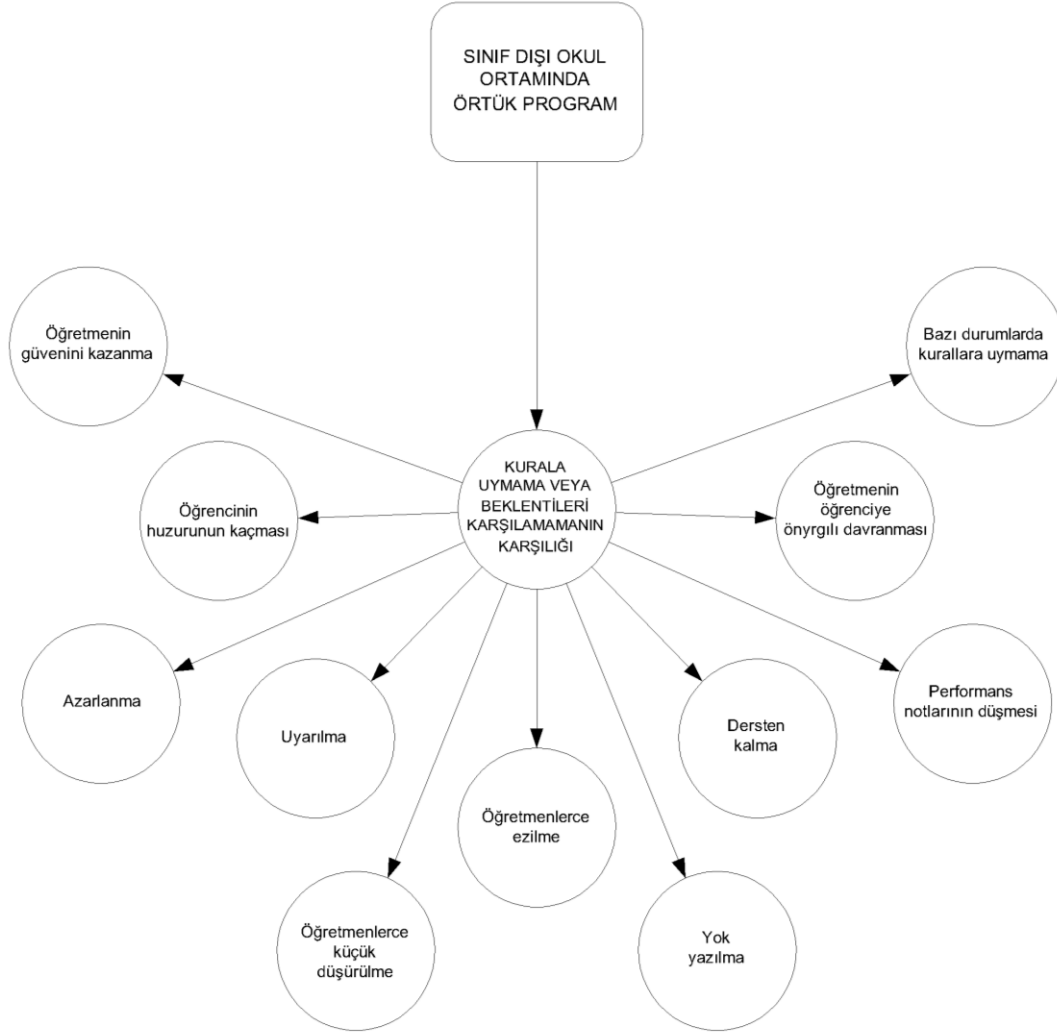 SINIF DIŞI OKUL
ORTAMINDA
ÖRTÜK PROGRAM
Öğretmenin
güvenini kazanma
Bazı durumlarda
kurallara uymama
KURALA
UYMAMA VEYA
BEKLENTİLERİ
KARŞILAMAMANIN
KARŞILIĞI
Öğrencinin
huzurunun kaçması
Öğretmenin
öğrenciye
önyrgılı davranması
Azarlanma
Uyarılma
Dersten
kalma
Performans
notlarının düşmesi
Öğretmenlerce
ezilme
Öğretmenlerce
küçük
düşürülme
Yok
yazılma